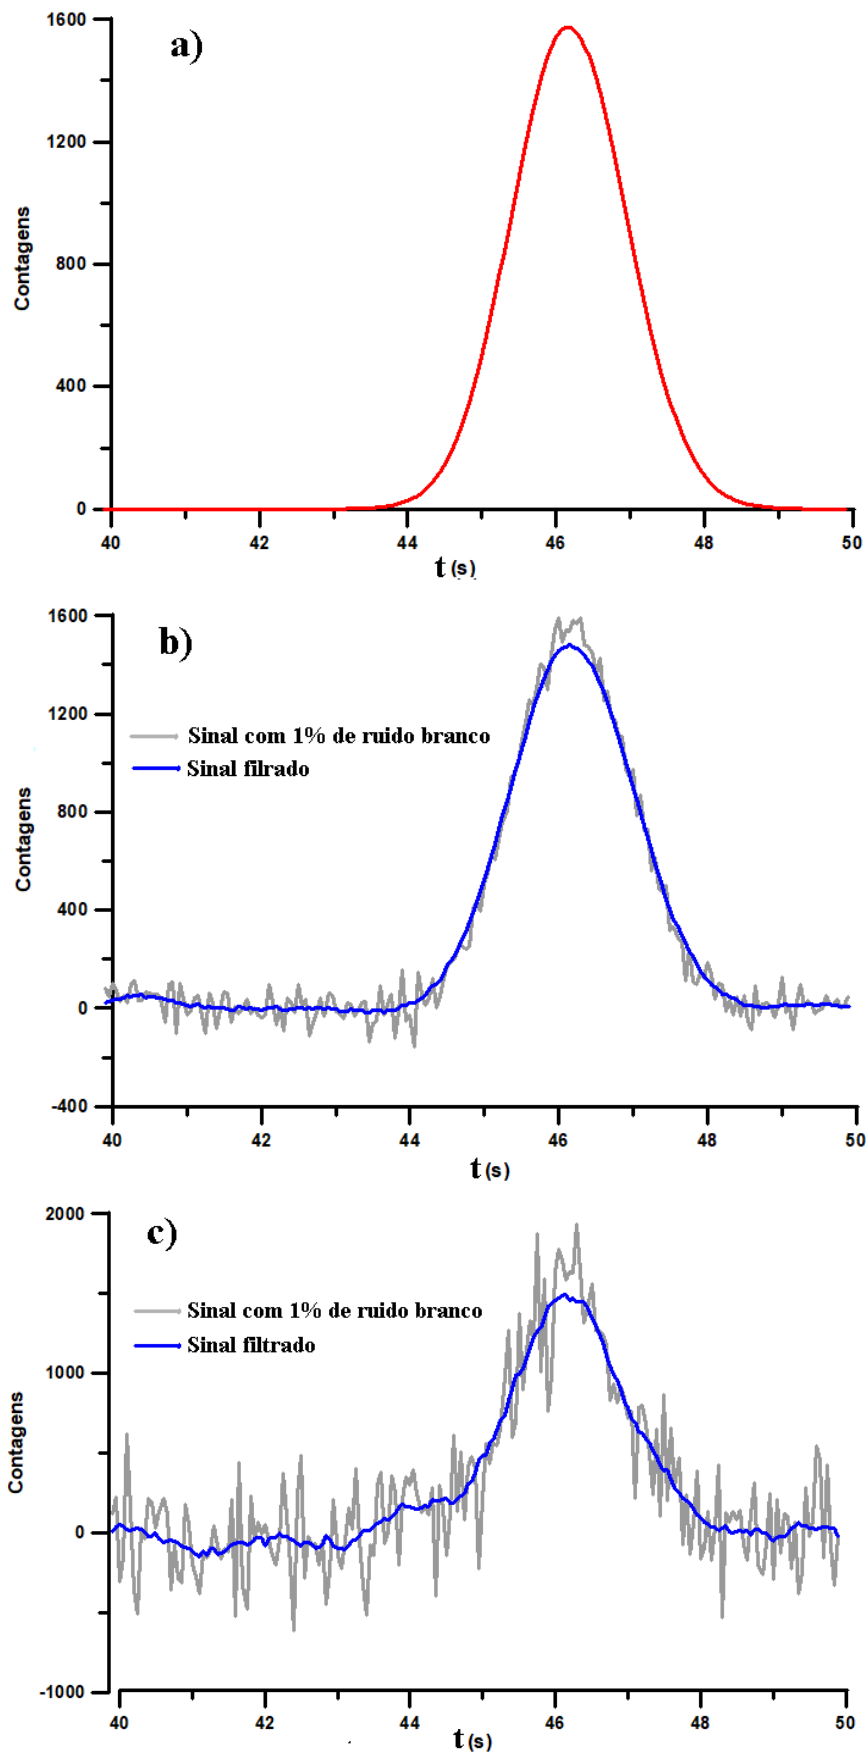 a)
1600
1200
800
400
0
Contagens
40 42 44 46 48 50
t (s)
b)
1600
1200
800
400
0
-400
Contagens
Sinal com 1% de ruido branco
Sinal filrado
40 42 44 46 48 50
t (s)
c)
2000
1000
0
-1000
Contagens
Sinal com 1% de ruido branco
Sinal filtrado
40 42 44 46 48 50
t (s)